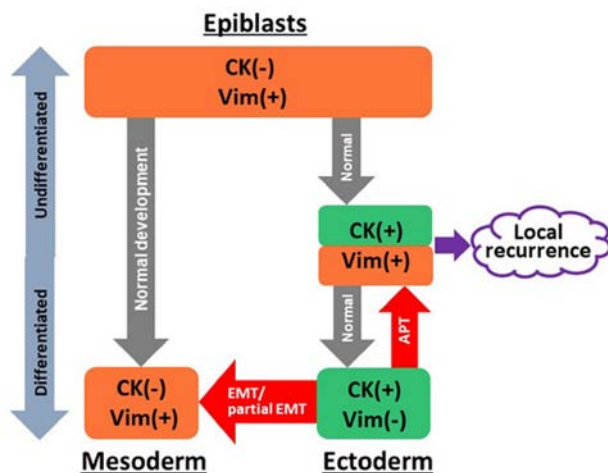 Epiblasts
CK(-)
Vim(+)
Undifferentiated
Differentiated
Normal development
Normal
CK(+)
Vim(+)
Local
recurrence
Normal
APT
CK(-)
Vim(+)
EMT/
partial EMT
CK(+)
Vim(-)
Mesoderm
Ectoderm